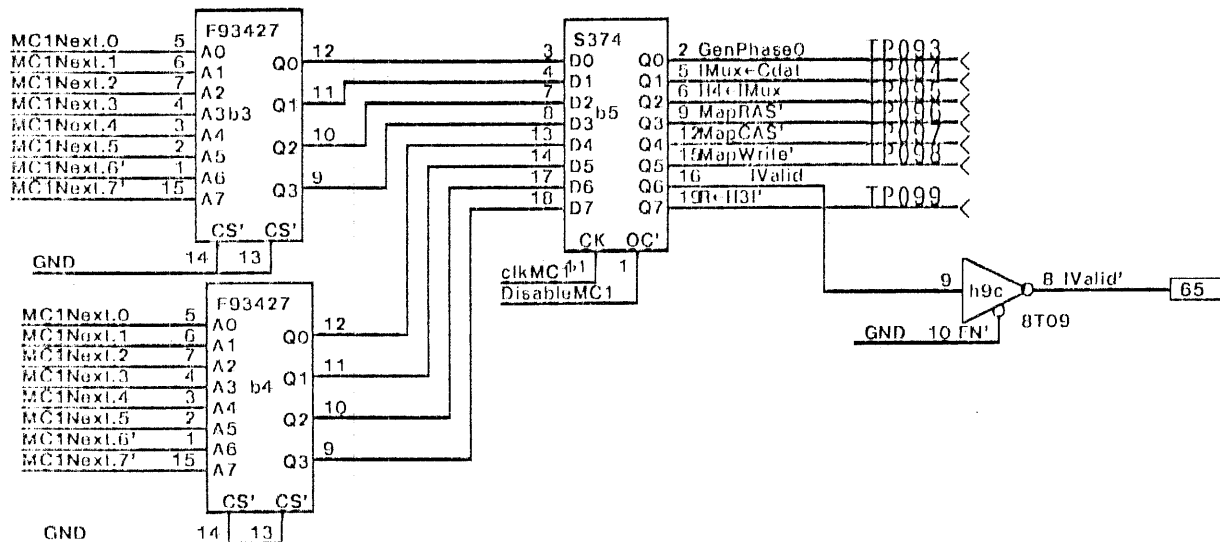 F93427
MC1Next.0 5 A0 Q0 12
MC1Next.1 6 A1
MC1Next.2 7 A2 Q1 11
MC1Next.3 4 A3 b3
MC1Next.4 3 A4 Q2 10
MC1Next.5 2 A5
MC1Next.6' 1 A6 Q3 9
MC1Next.7' 15 A7
CS' CS'
GND 14 13
S374
3 D0 Q0 2 GenPhase0 TP093
4 D1 Q1 5 IMux←Cdat
7 D2 b5 Q2 6
8 D3 Q3 9 MapRAS'
13 D4 Q4 12 MapCAS' TP097
14 D5 Q5 15 MapWrite' TP098
17 D6 Q6 16 IValid
18 D7 Q7 19 TP099
CK OC'
clkMC1 1
DisableMC1
9 h9c 8 IValid' 65
GND 10 8T09
F93427
MC1Next.0 5 A0 Q0 12
MC1Next.1 6 A1
MC1Next.2 7 A2 Q1 11
MC1Next.3 4 A3 b4
MC1Next.4 3 A4 Q2 10
MC1Next.5 2 A5
MC1Next.6' 1 A6 Q3 9
MC1Next.7' 15 A7
CS' CS'
GND 14 13